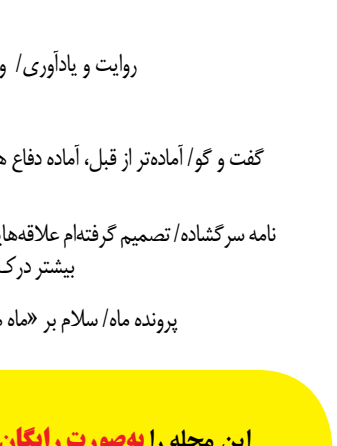 روایت و یادآوری/ و
گفت و گو/ آماده‌تر از قبل، آماده دفاع
نامه سرگشاده/ تصمیم گرفته‌ام علاقه‌های
بیشتر درک
پرونده ماه/ سلام بر «ماه
این مجله را به‌صورت رایگان